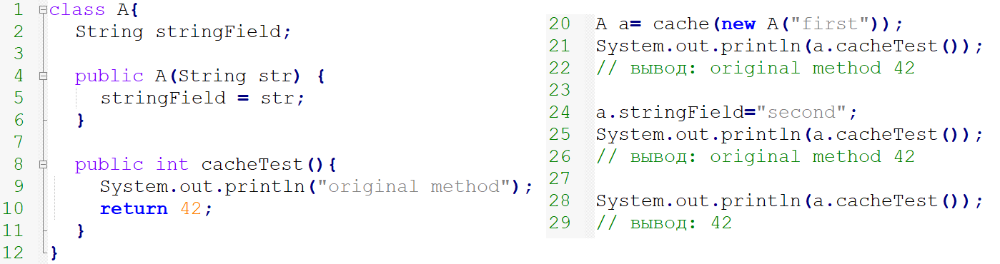 1 class A{
2 String stringField;
3
4 public A(String str) {
5 stringField = str;
6 }
7
8 public int cacheTest(){
9 System.out.println("original method");
10 return 42;
11 }
12 }
20 A a= cache(new A("first"));
21 System.out.println(a.cacheTest());
22 // вывод: original method 42
23
24 a.stringField="second";
25 System.out.println(a.cacheTest());
26 // вывод: original method 42
27
28 System.out.println(a.cacheTest());
29 // вывод: 42